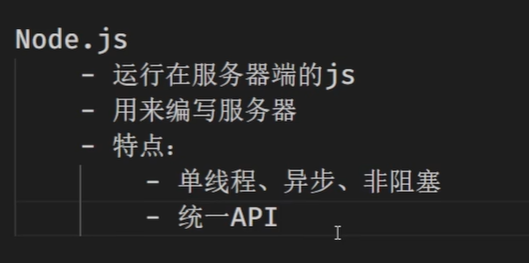 Node.js
- 运行在服务器端的js
- 用来编写服务器
- 特点：
- 单线程、异步、非阻塞
- 统一API